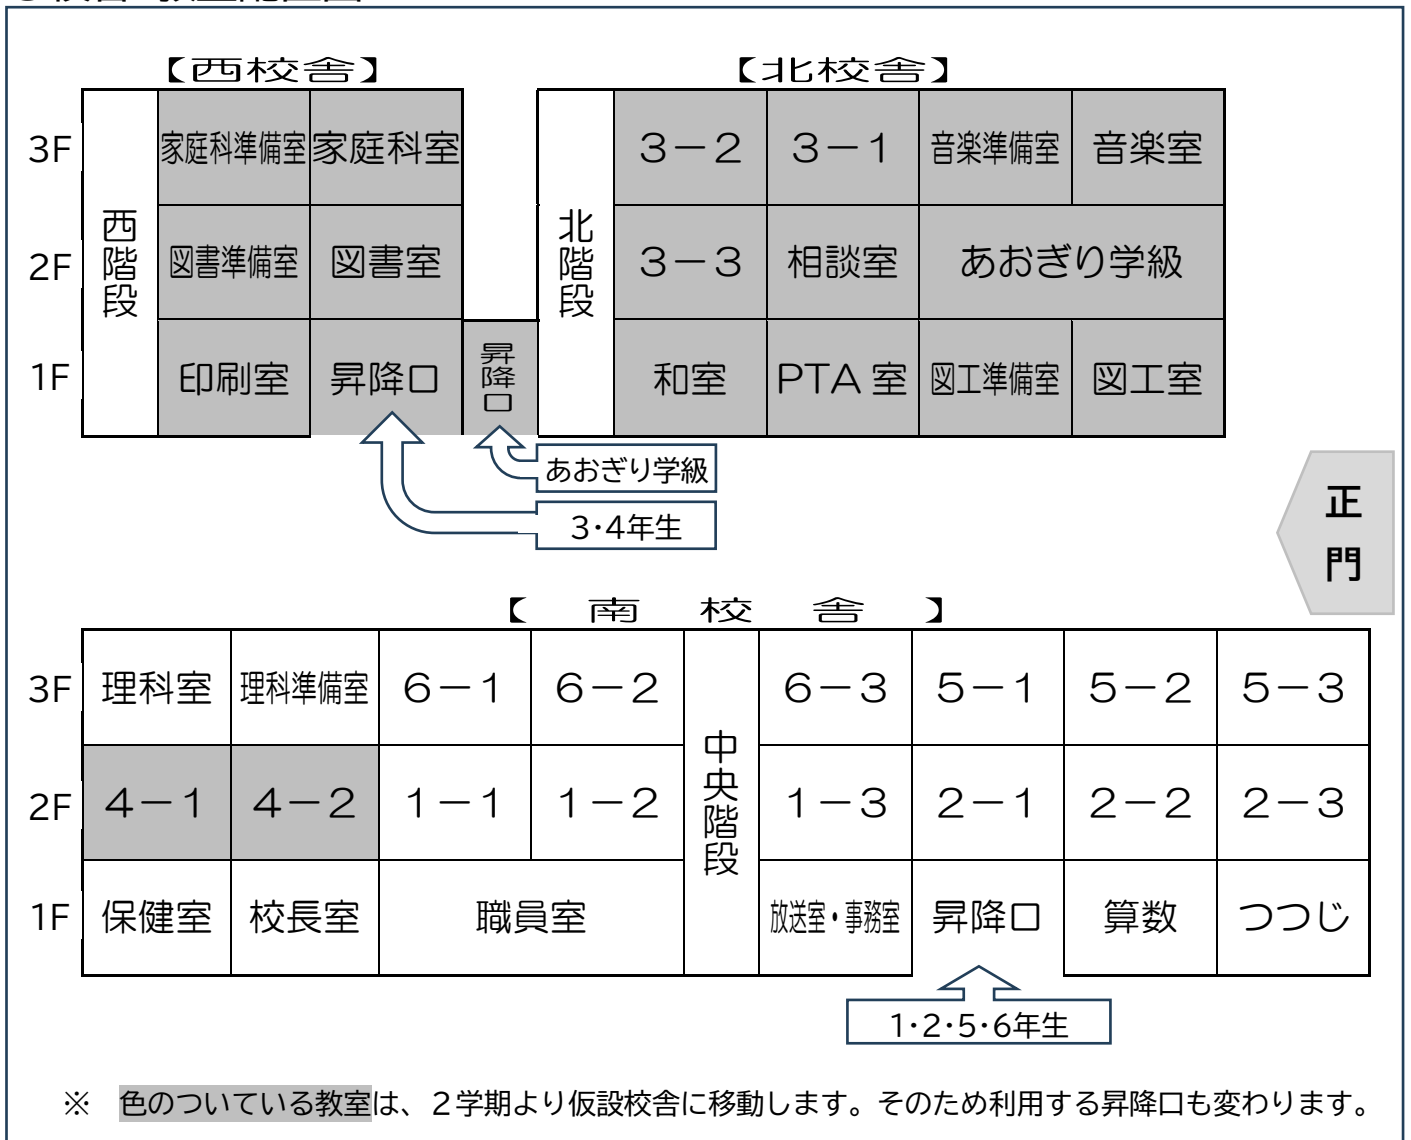 【西校舎】 【北校舎】
3F 家庭科準備室 家庭科室 3－2 3－1 音楽準備室 音楽室
西階段 北階段
2F 図書準備室 図書室 3－3 相談室 あおぎり学級
1F 印刷室 昇降口 昇降口 和室 PTA室 図工準備室 図工室
あおぎり学級
3・4年生
正門
【 南 校 舎 】
3F 理科室 理科準備室 6－1 6－2 6－3 5－1 5－2 5－3
中央階段
2F 4－1 4－2 1－1 1－2 1－3 2－1 2－2 2－3
1F 保健室 校長室 職員室 放送室・事務室 昇降口 算数 つつじ
1・2・5・6年生
※ 色のついている教室は、2学期より仮設校舎に移動します。そのため利用する昇降口も変わります。